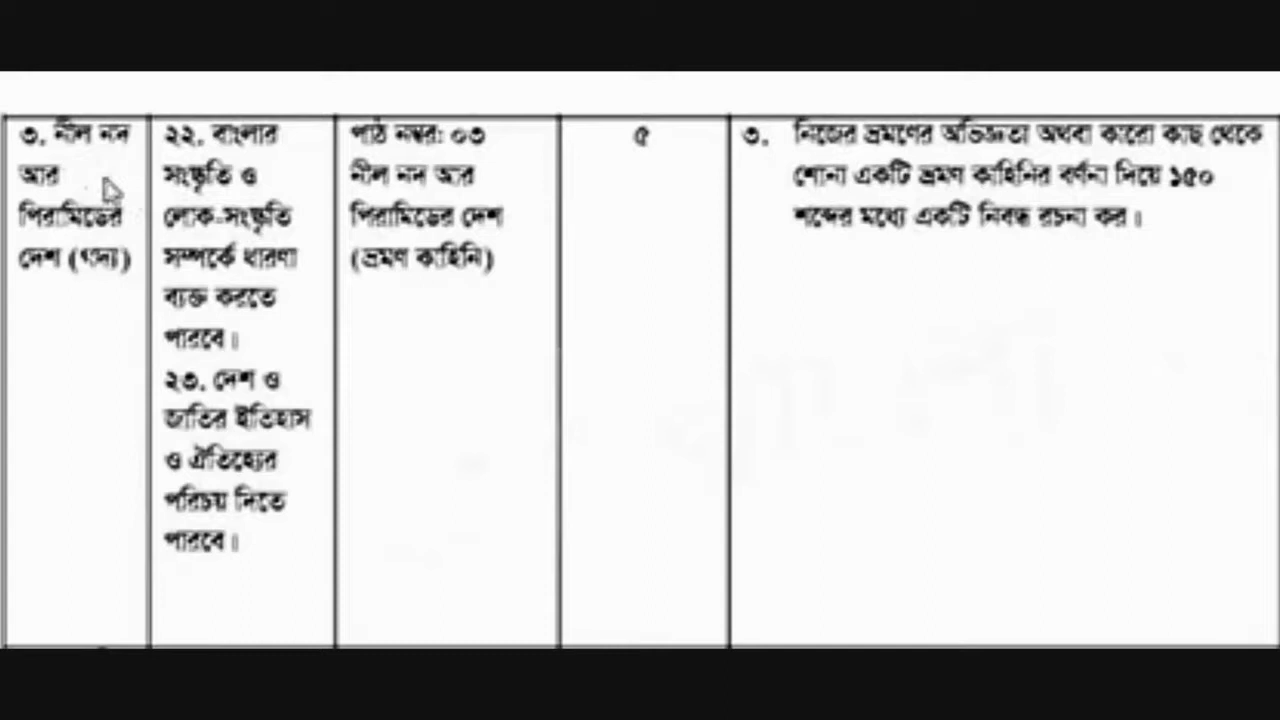 ৩. নীল নদ
আর
পিরামিডের
দেশ (গদ্য)
২২. বাংলার
সংস্কৃতি ও
লোক-সংস্কৃতি
সম্পর্কে ধারণা
ব্যক্ত করতে
পারবে।
২৩. দেশ ও
জাতির ইতিহাস
ও ঐতিহ্যের
পরিচয় দিতে
পারবে।
পাঠ নম্বর: ০৩
নীল নদ আর
পিরামিডের দেশ
(ভ্রমণ কাহিনি)
৫
৩. নিজের ভ্রমণের অভিজ্ঞতা অথবা কারো কাছ থেকে
শোনা একটি ভ্রমণ কাহিনির বর্ণনা দিয়ে ১৫০
শব্দের মধ্যে একটি নিবন্ধ রচনা কর।